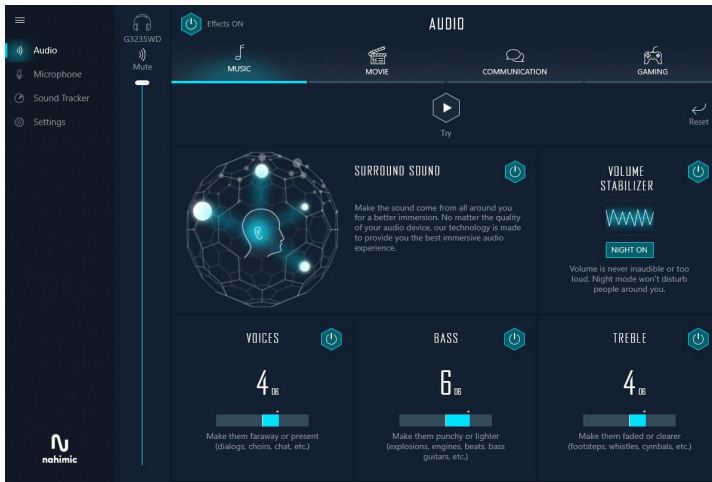 Audio
Microphone
Sound Tracker
Settings
nahimic
G3235WD
Mute
Effects ON
AUDIO
MUSIC
MOVIE
COMMUNICATION
GAMING
Try
Reset
SURROUND SOUND
Make the sound come from all around you
for a better immersion. No matter the quality
of your audio device, our technology is made
to provide you the best immersive audio
experience.
VOLUME
STABILIZER
NIGHT ON
Volume is never inaudible or too
loud. Night mode won't disturb
people around you.
VOICES
4 DB
Make them faraway or present
(dialogs, choirs, chat, etc.)
BASS
6 DB
Make them punchy or lighter
(explosions, engines, beats, bass
guitars, etc.)
TREBLE
4 DB
Make them faded or clearer
(footsteps, whistles, cymbals, etc.)